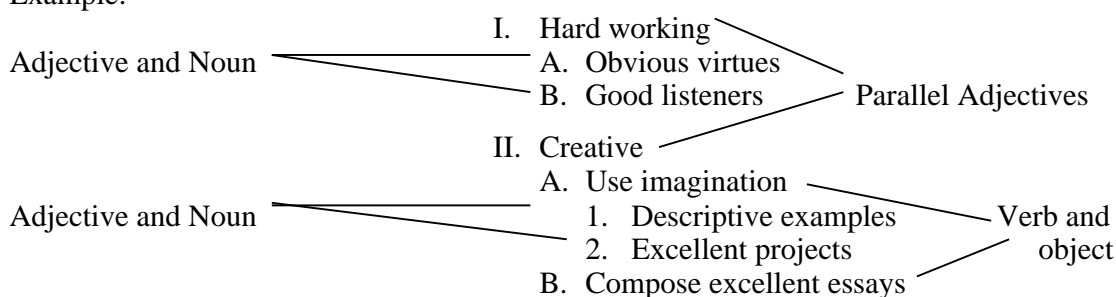 Example:
I. Hard working
Adjective and Noun A. Obvious virtues
B. Good listeners Parallel Adjectives
II. Creative
A. Use imagination
Adjective and Noun 1. Descriptive examples Verb and
2. Excellent projects object
B. Compose excellent essays